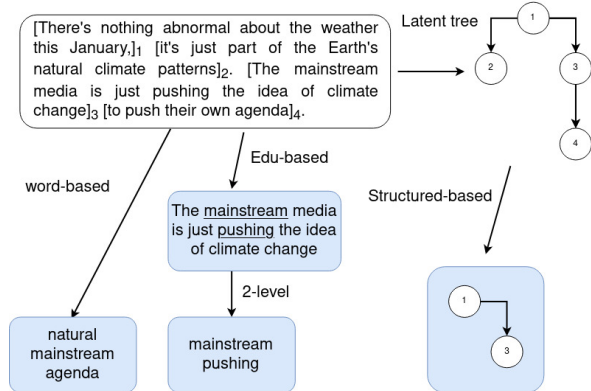 [There's nothing abnormal about the weather
this January,]1 [it's just part of the Earth's
natural climate patterns]2. [The mainstream
media is just pushing the idea of climate
change]3 [to push their own agenda]4.
Latent tree
1
2
3
4
word-based
Edu-based
Structured-based
The mainstream media
is just pushing the idea
of climate change
2-level
natural
mainstream
agenda
mainstream
pushing
1
3